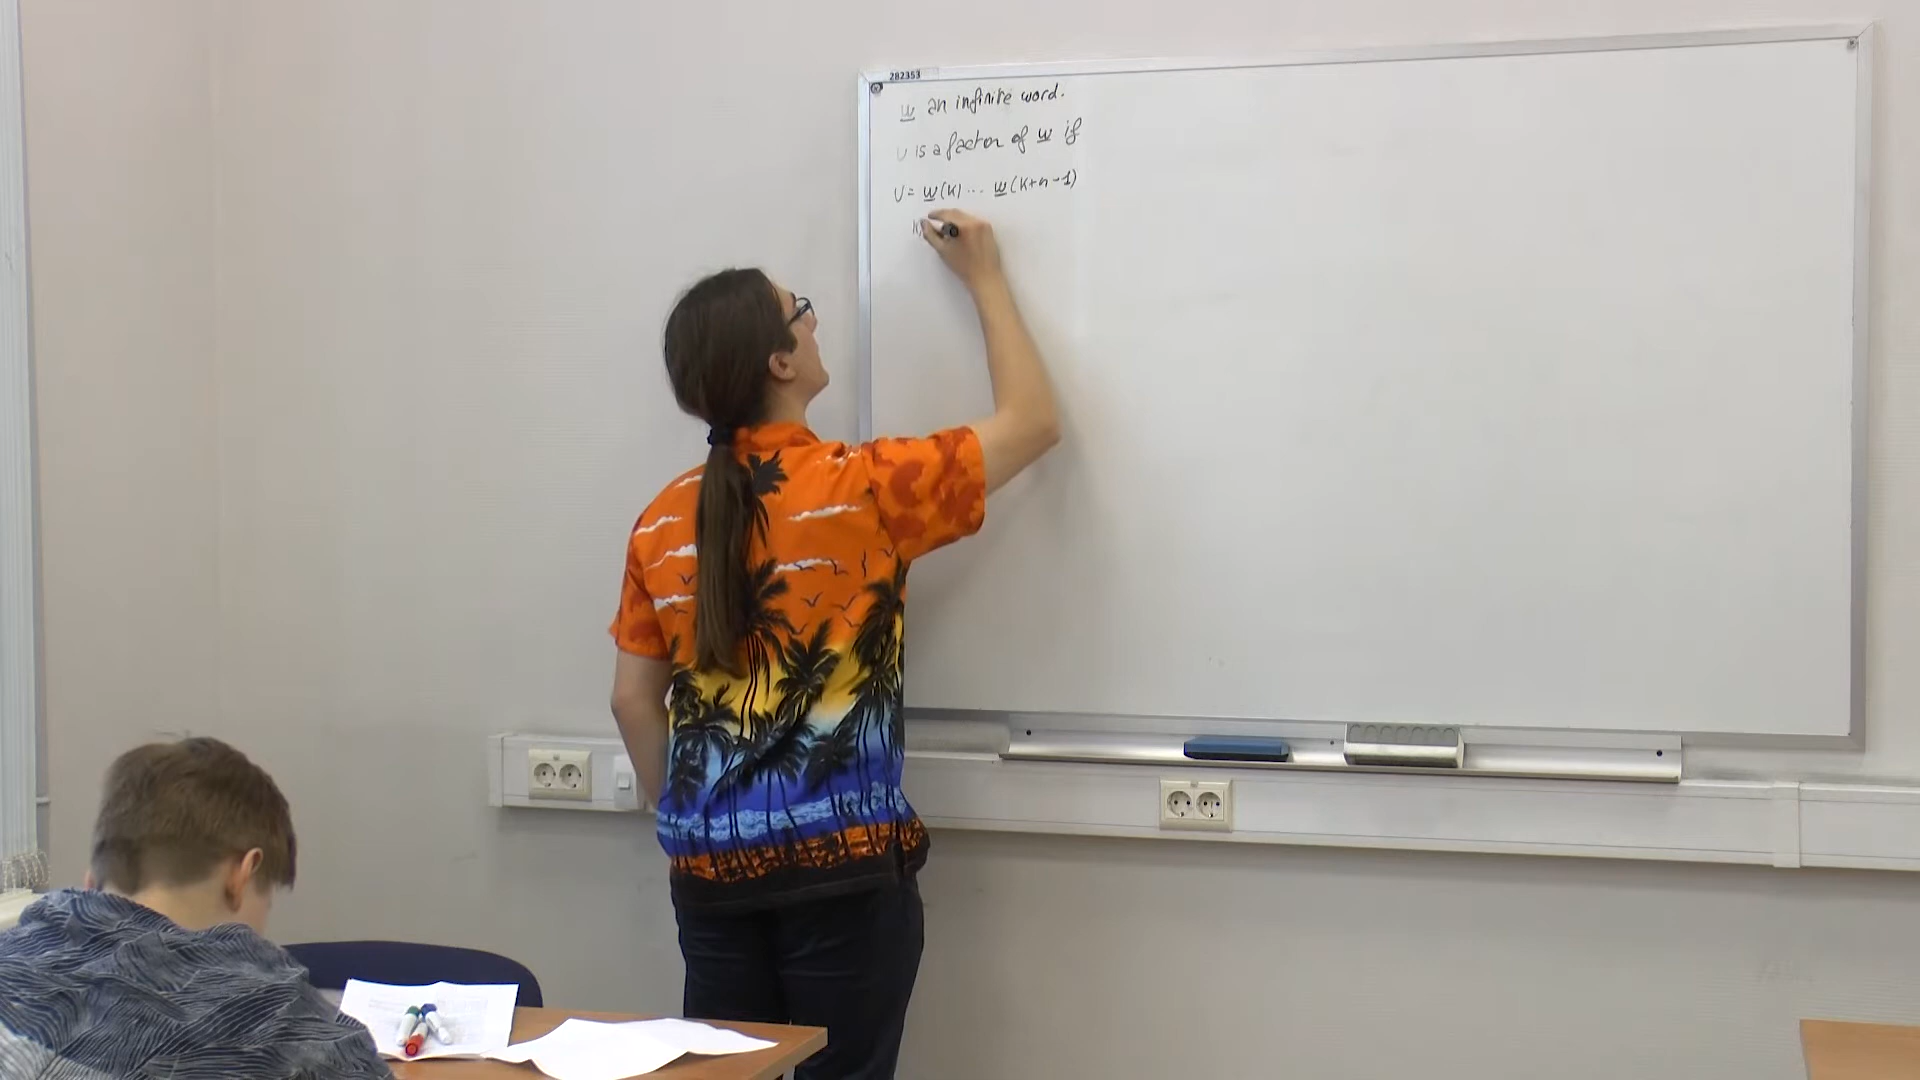 282353
w an infinite word.
U is a factor of w if
U = w(k) ... w(k+n-1)